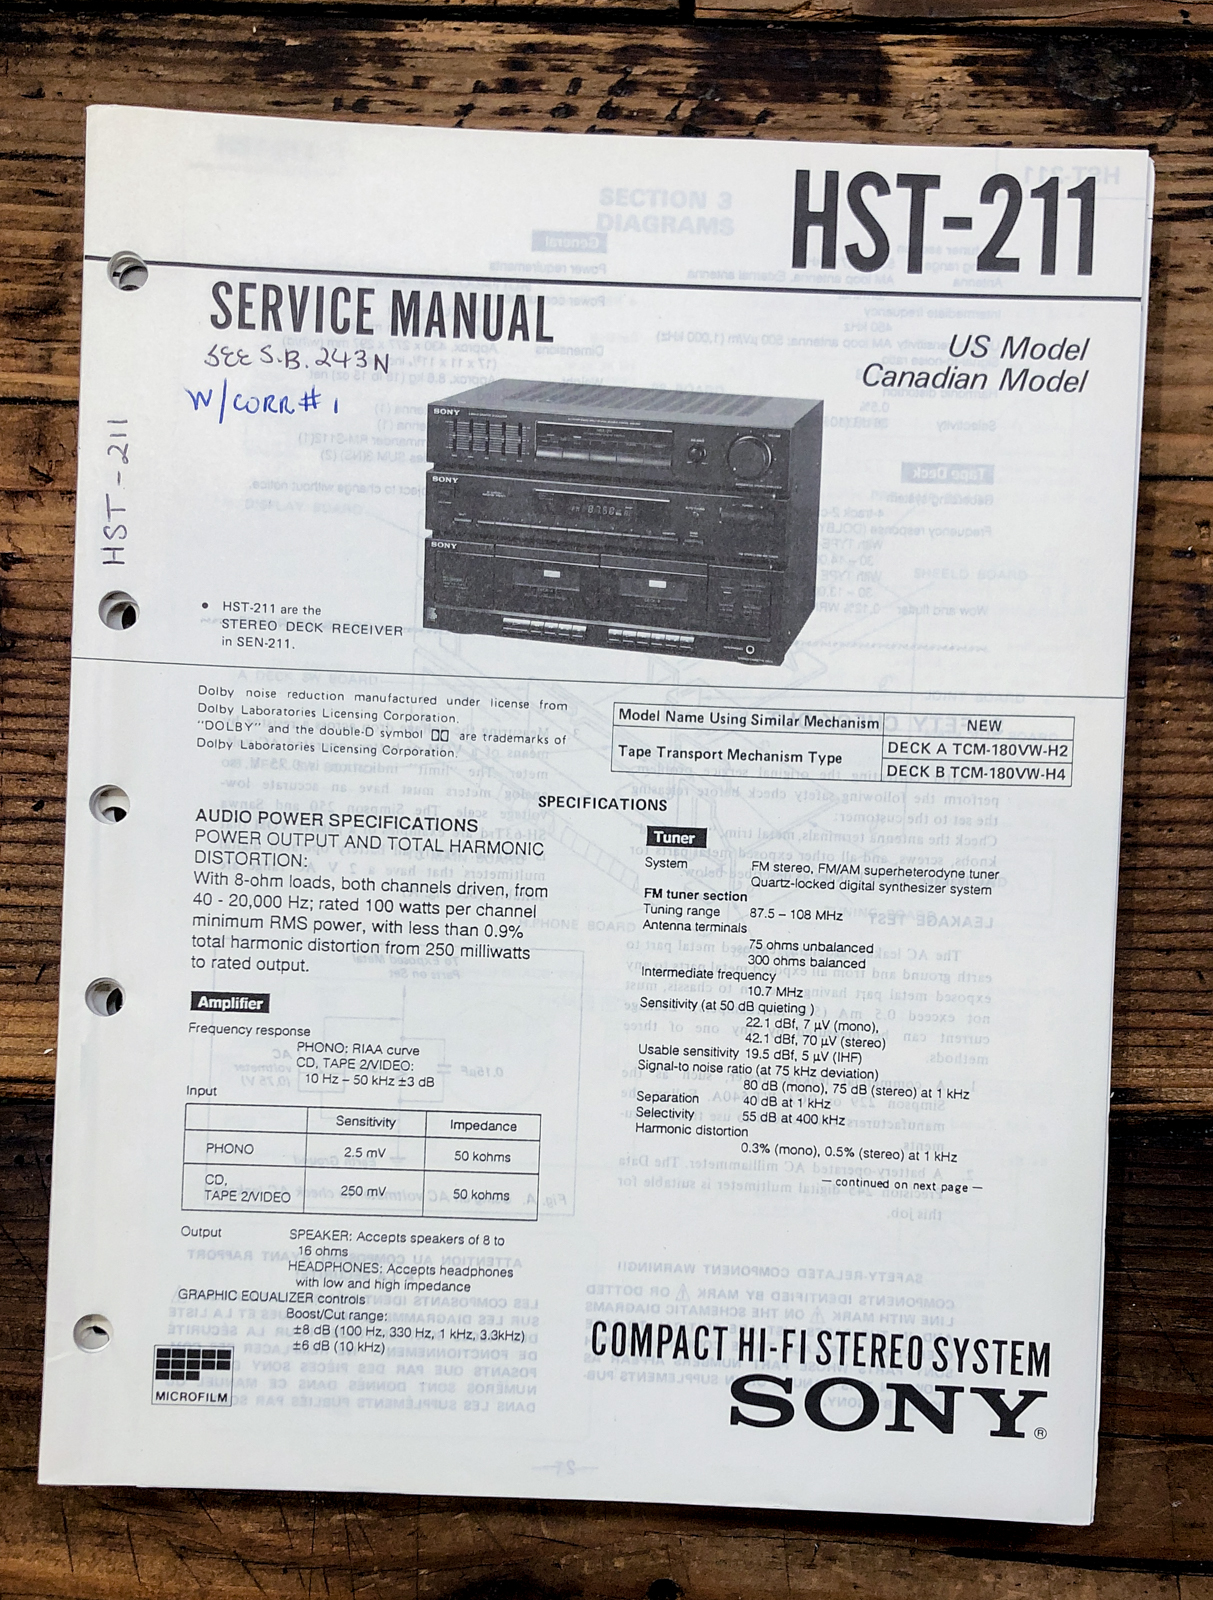 HST-211
SERVICE MANUAL
SEE S.B. 243N
W/CORR # 1
US Model
Canadian Model
HST-211
SONY
SONY
SONY
• HST-211 are the
STEREO DECK RECEIVER
in SEN-211.
Dolby noise reduction manufactured under license from
Dolby Laboratories Licensing Corporation.
"DOLBY" and the double-D symbol are trademarks of
Dolby Laboratories Licensing Corporation.
Model Name Using Similar Mechanism NEW
Tape Transport Mechanism Type DECK A TCM-180VW-H2
DECK B TCM-180VW-H4
SPECIFICATIONS
AUDIO POWER SPECIFICATIONS
POWER OUTPUT AND TOTAL HARMONIC
DISTORTION:
With 8-ohm loads, both channels driven, from
40 - 20,000 Hz; rated 100 watts per channel
minimum RMS power, with less than 0.9%
total harmonic distortion from 250 milliwatts
to rated output.
Amplifier
Frequency response
PHONO: RIAA curve
CD, TAPE 2/VIDEO:
10 Hz – 50 kHz ±3 dB
Input
Sensitivity Impedance
PHONO 2.5 mV 50 kohms
CD,
TAPE 2/VIDEO 250 mV 50 kohms
Output SPEAKER: Accepts speakers of 8 to
16 ohms
HEADPHONES: Accepts headphones
with low and high impedance
GRAPHIC EQUALIZER controls
Boost/Cut range:
±8 dB (100 Hz, 330 Hz, 1 kHz, 3.3kHz)
±6 dB (10 kHz)
MICROFILM
Tuner
System FM stereo, FM/AM superheterodyne tuner
Quartz-locked digital synthesizer system
FM tuner section
Tuning range 87.5 – 108 MHz
Antenna terminals
75 ohms unbalanced
300 ohms balanced
Intermediate frequency
10.7 MHz
Sensitivity (at 50 dB quieting )
22.1 dBf, 7 µV (mono),
42.1 dBf, 70 µV (stereo)
Usable sensitivity 19.5 dBf, 5 µV (IHF)
Signal-to noise ratio (at 75 kHz deviation)
80 dB (mono), 75 dB (stereo) at 1 kHz
Separation 40 dB at 1 kHz
Selectivity 55 dB at 400 kHz
Harmonic distortion
0.3% (mono), 0.5% (stereo) at 1 kHz
— continued on next page —
COMPACT HI-FI STEREO SYSTEM
SONY®